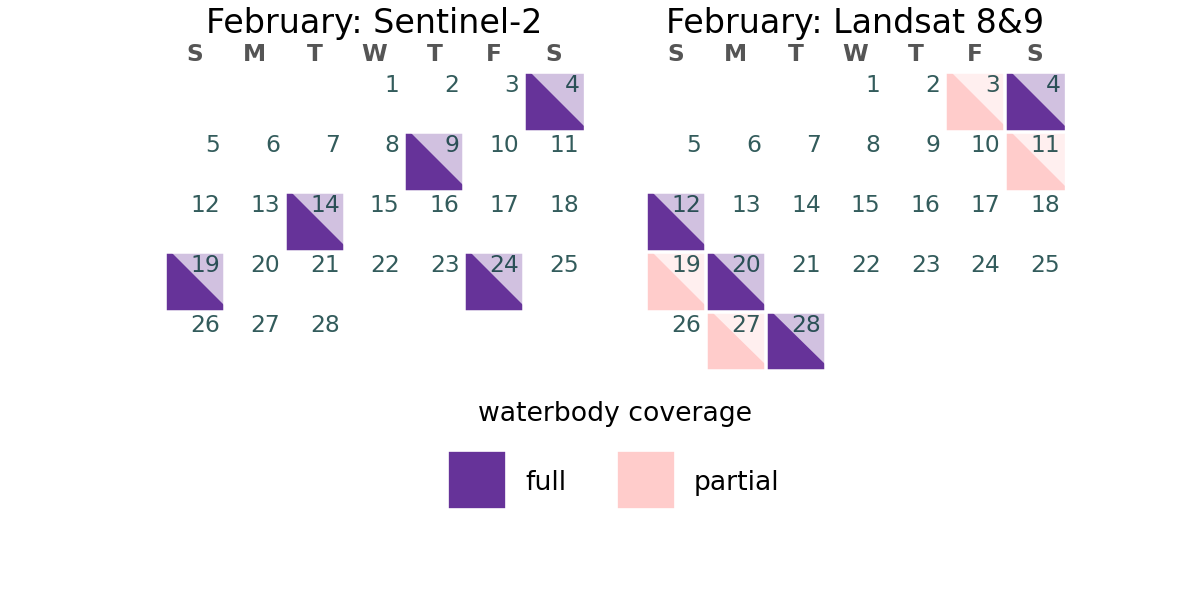 February: Sentinel-2
S M T W T F S
1 2 3 4
5 6 7 8 9 10 11
12 13 14 15 16 17 18
19 20 21 22 23 24 25
26 27 28
February: Landsat 8&9
S M T W T F S
1 2 3 4
5 6 7 8 9 10 11
12 13 14 15 16 17 18
19 20 21 22 23 24 25
26 27 28
waterbody coverage
full
partial